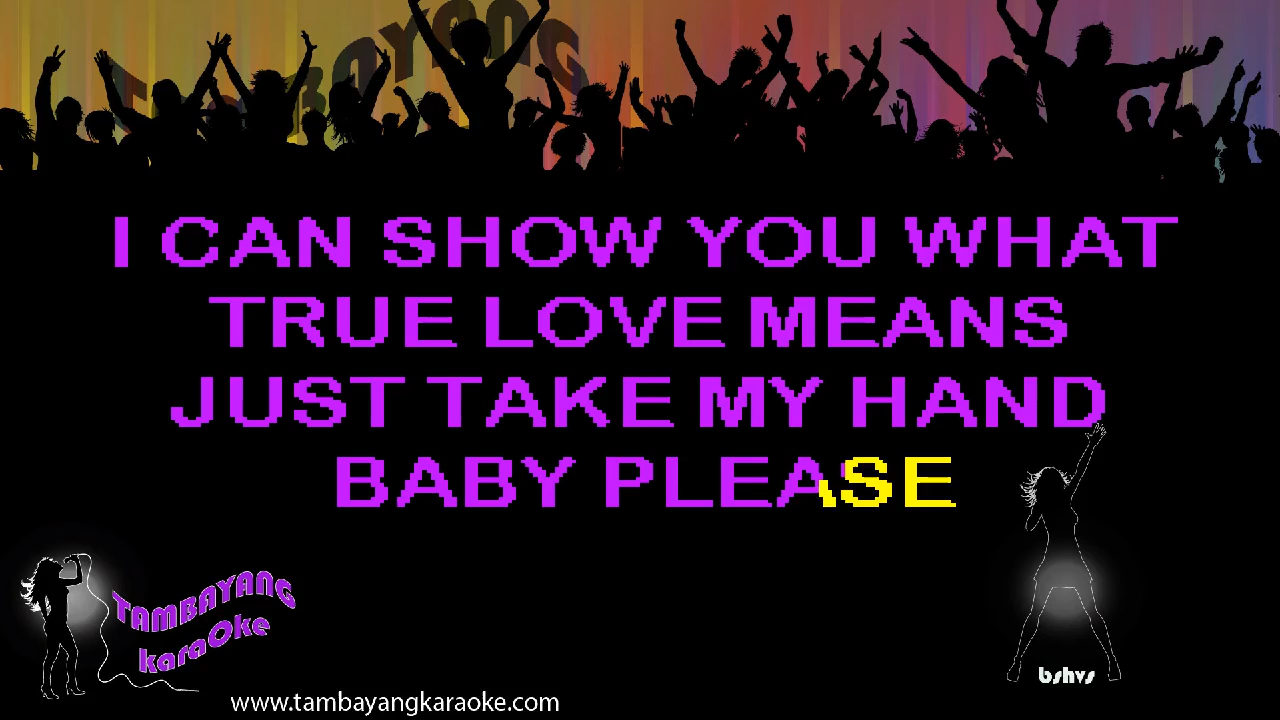 TAMBAYANG
I CAN SHOW YOU WHAT
TRUE LOVE MEANS
JUST TAKE MY HAND
BABY PLEASE
TAMBAYANG
karaOke
bshvs
www.tambayangkaraoke.com